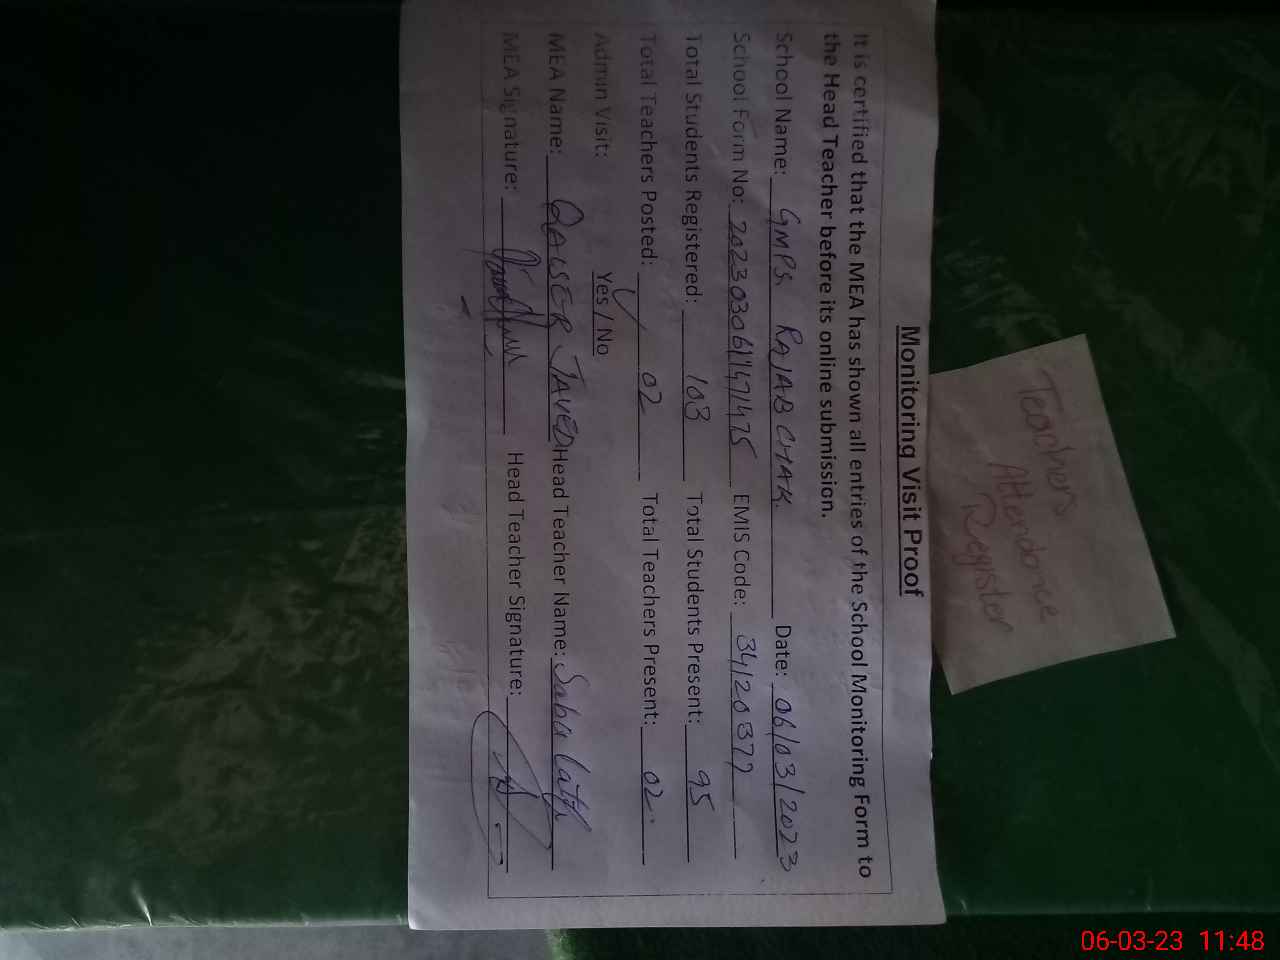 Monitoring Visit Proof
It is certified that the MEA has shown all entries of the School Monitoring Form to
the Head Teacher before its online submission.
School Name: GMPS RAJAB CHAK. Date: 06/03/2023
School Form No: EMIS Code: 34120377
Total Students Registered: 103 Total Students Present: 95
Total Teachers Posted: 02 Total Teachers Present: 02
Admin Visit: Yes / No
MEA Name: QAISER JAVED Head Teacher Name: Saba Latif
MEA Signature: Head Teacher Signature:
Teachers
Attendance
Register
06-03-23 11:48